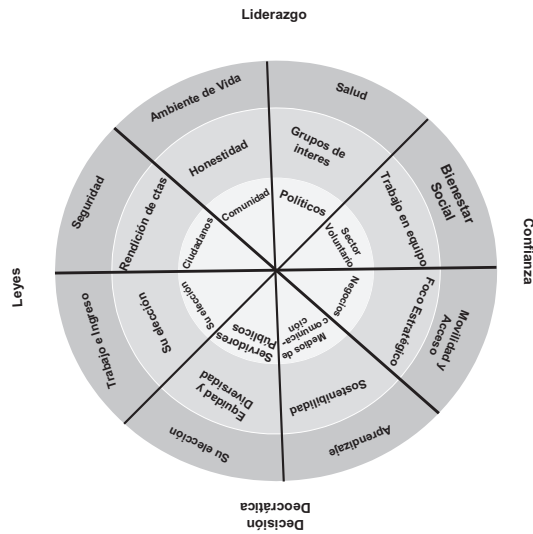 Liderazgo
Ambiente de Vida
Salud
Seguridad
Honestidad
Grupos de
interes
Bienestar
Social
Rendición de ctas
Comunidad
Políticos
Trabajo en equipo
Ciudadanos
Sector
Voluntario
Leyes
Confianza
Su elección
Negocios
Trabajo e Ingreso
Su elección
Servidores
Públicos
Medios de
comunica-
ción
Foco Estratégico
Movilidad y
Acceso
Equidad y
Diversidad
Sostenibilidad
Su elección
Aprendizaje
Decisión
Deocrática